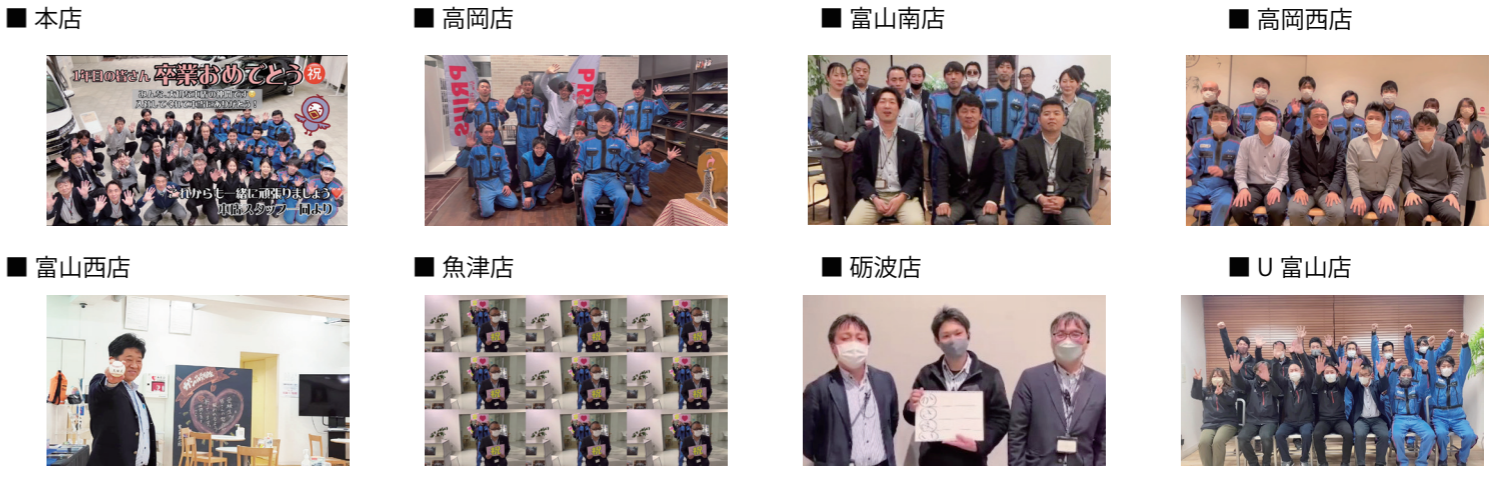 ■ 本店
■ 高岡店
■ 富山南店
■ 高岡西店
1年目の皆さん 卒業おめでとう 祝
これからも一緒に頑張りましょう
本店スタッフ一同より
PRIUS
■ 富山西店
■ 魚津店
■ 砺波店
■ U 富山店